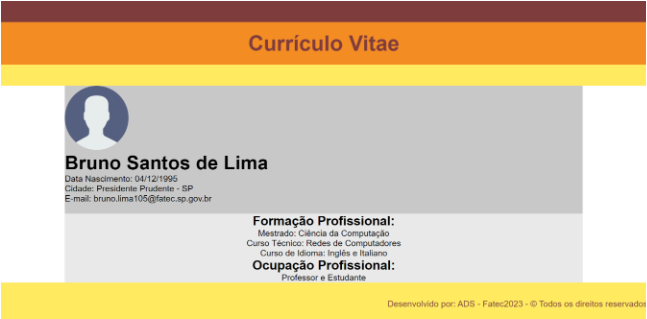 Currículo Vitae
Bruno Santos de Lima
Data Nascimento: 04/12/1995
Cidade: Presidente Prudente - SP
E-mail: bruno.lima105@fatec.sp.gov.br
Formação Profissional:
Mestrado: Ciência da Computação
Curso Técnico: Redes de Computadores
Curso de Idioma: Inglês e Italiano
Ocupação Profissional:
Professor e Estudante
Desenvolvido por: ADS - Fatec2023 - © Todos os direitos reservados